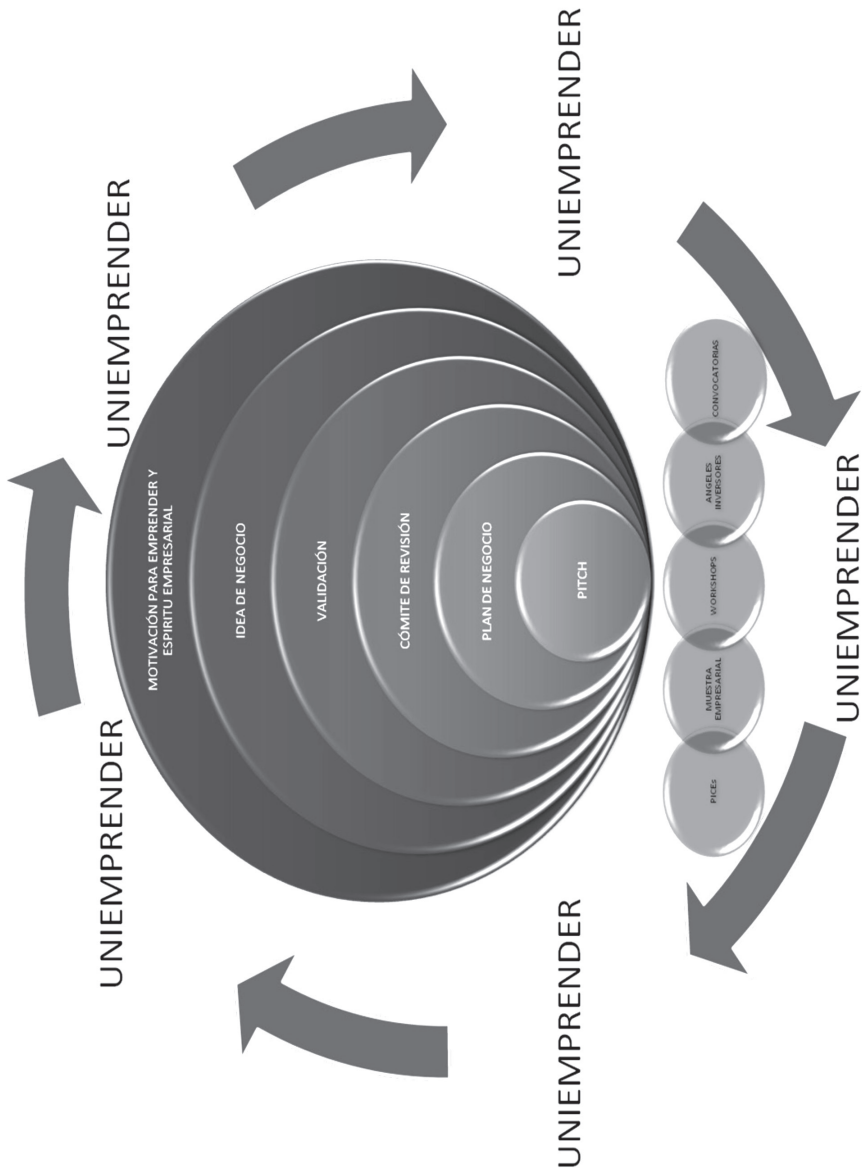 UNIEMPRENDER
UNIEMPRENDER
MOTIVACIÓN PARA EMPRENDER Y
ESPIRITU EMPRESARIAL
IDEA DE NEGOCIO
VALIDACIÓN
CÓMITE DE REVISIÓN
PLAN DE NEGOCIO
PITCH
UNIEMPRENDER
UNIEMPRENDER
PICEs
MUESTRA
EMPRESARIAL
WORKSHOPS
ANGELES
INVERSORES
CONVOCATORIAS
UNIEMPRENDER